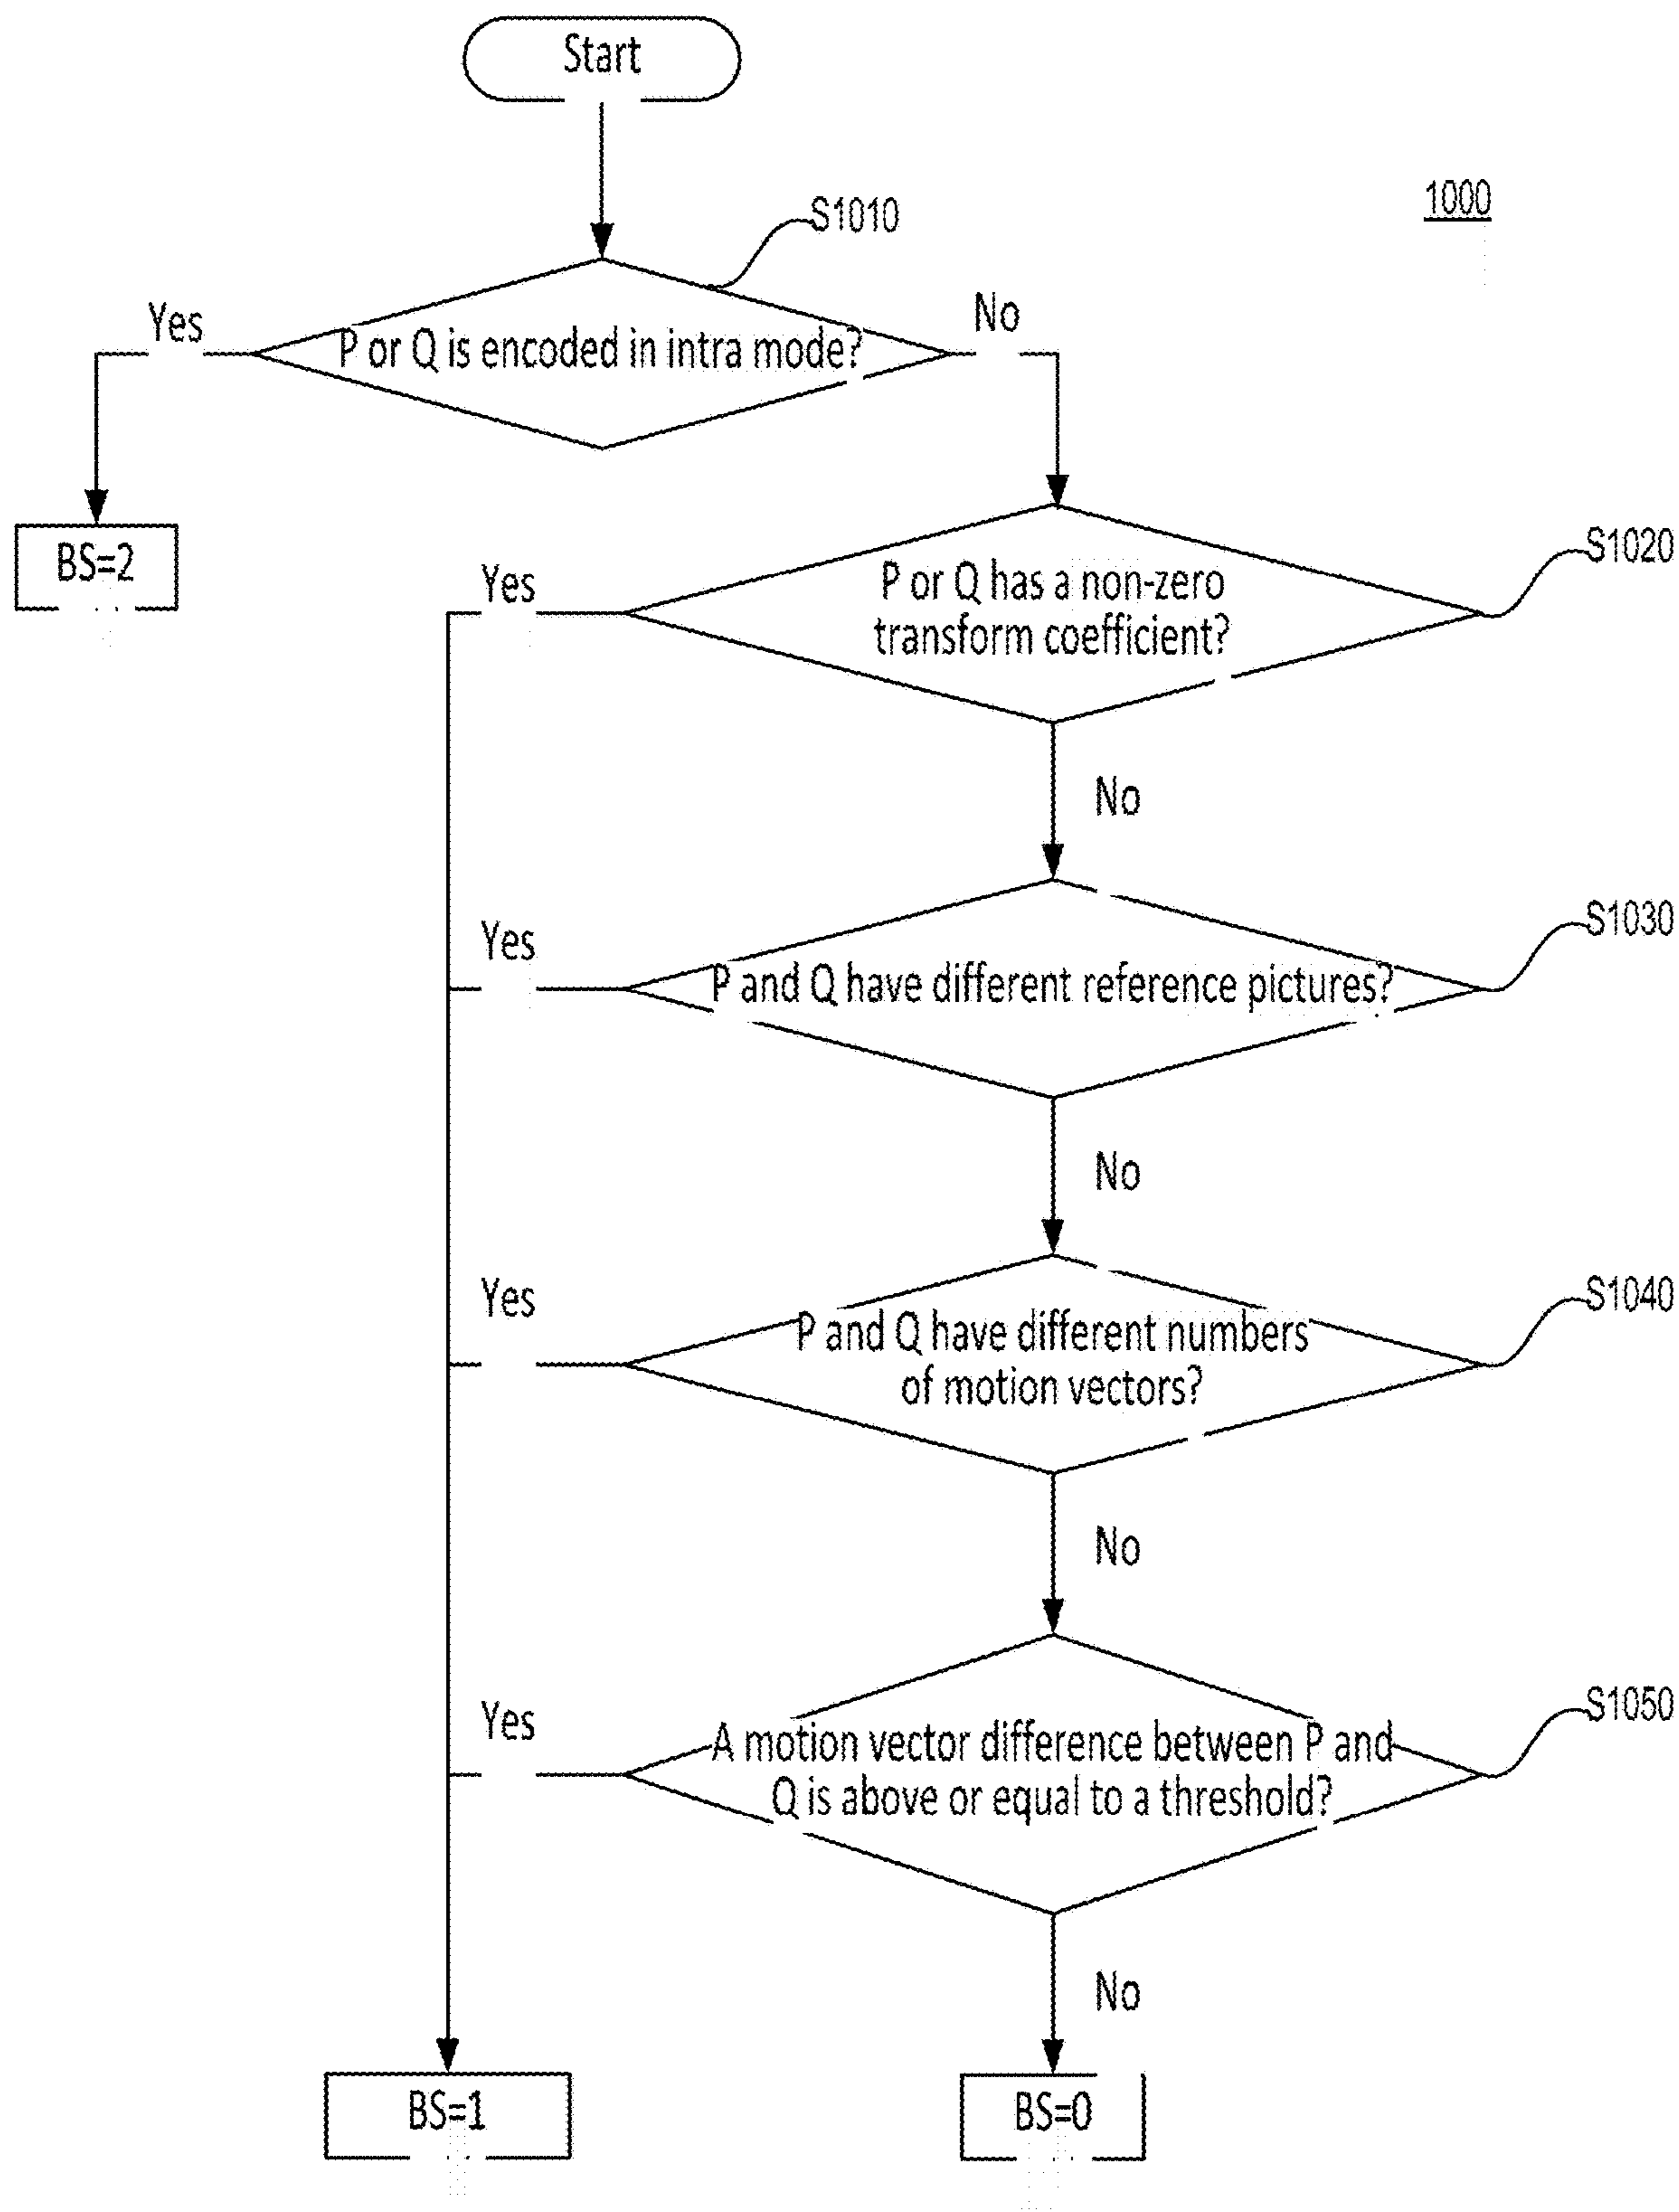 Start
1000
S1010
Yes
No
P or Q is encoded in intra mode?
BS=2
S1020
Yes
P or Q has a non-zero
transform coefficient?
No
S1030
Yes
P and Q have different reference pictures?
No
S1040
Yes
P and Q have different numbers
of motion vectors?
No
S1050
Yes
A motion vector difference between P and
Q is above or equal to a threshold?
No
BS=1
BS=0